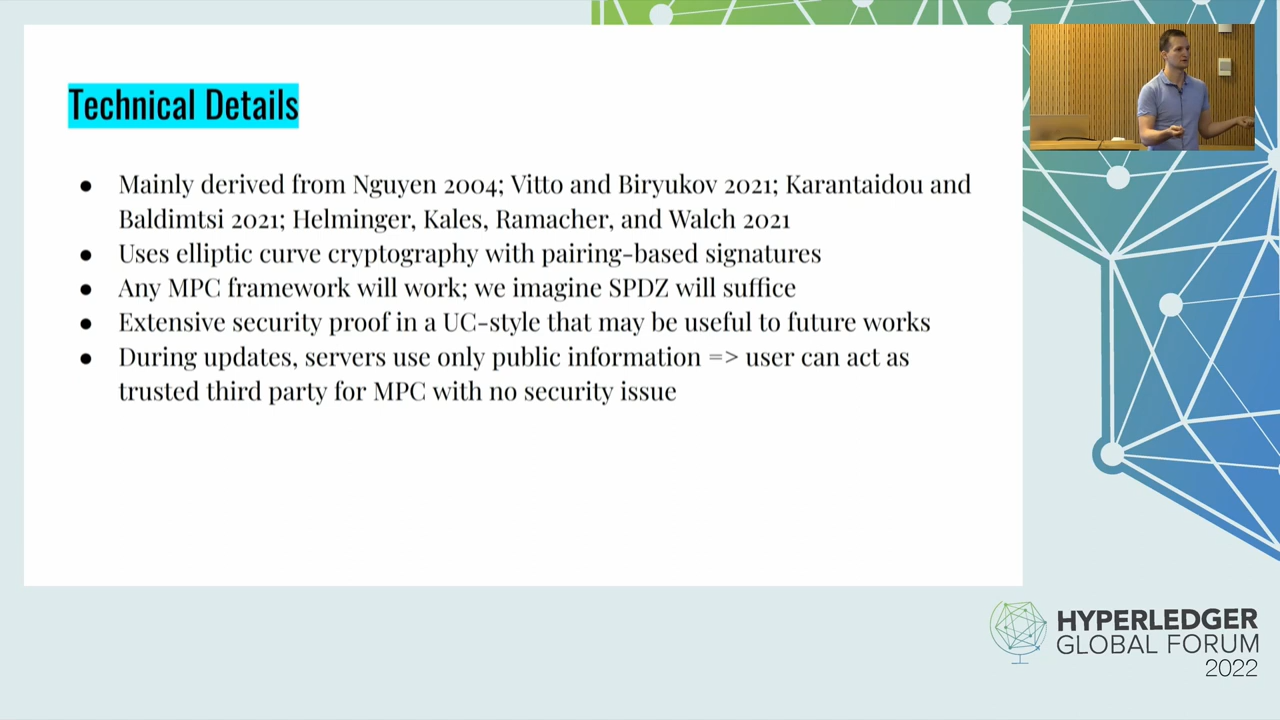 Technical Details
● Mainly derived from Nguyen 2004; Vitto and Biryukov 2021; Karantaidou and
Baldimtsi 2021; Helminger, Kales, Ramacher, and Walch 2021
● Uses elliptic curve cryptography with pairing-based signatures
● Any MPC framework will work; we imagine SPDZ will suffice
● Extensive security proof in a UC-style that may be useful to future works
● During updates, servers use only public information => user can act as
trusted third party for MPC with no security issue
HYPERLEDGER
GLOBAL FORUM
2022